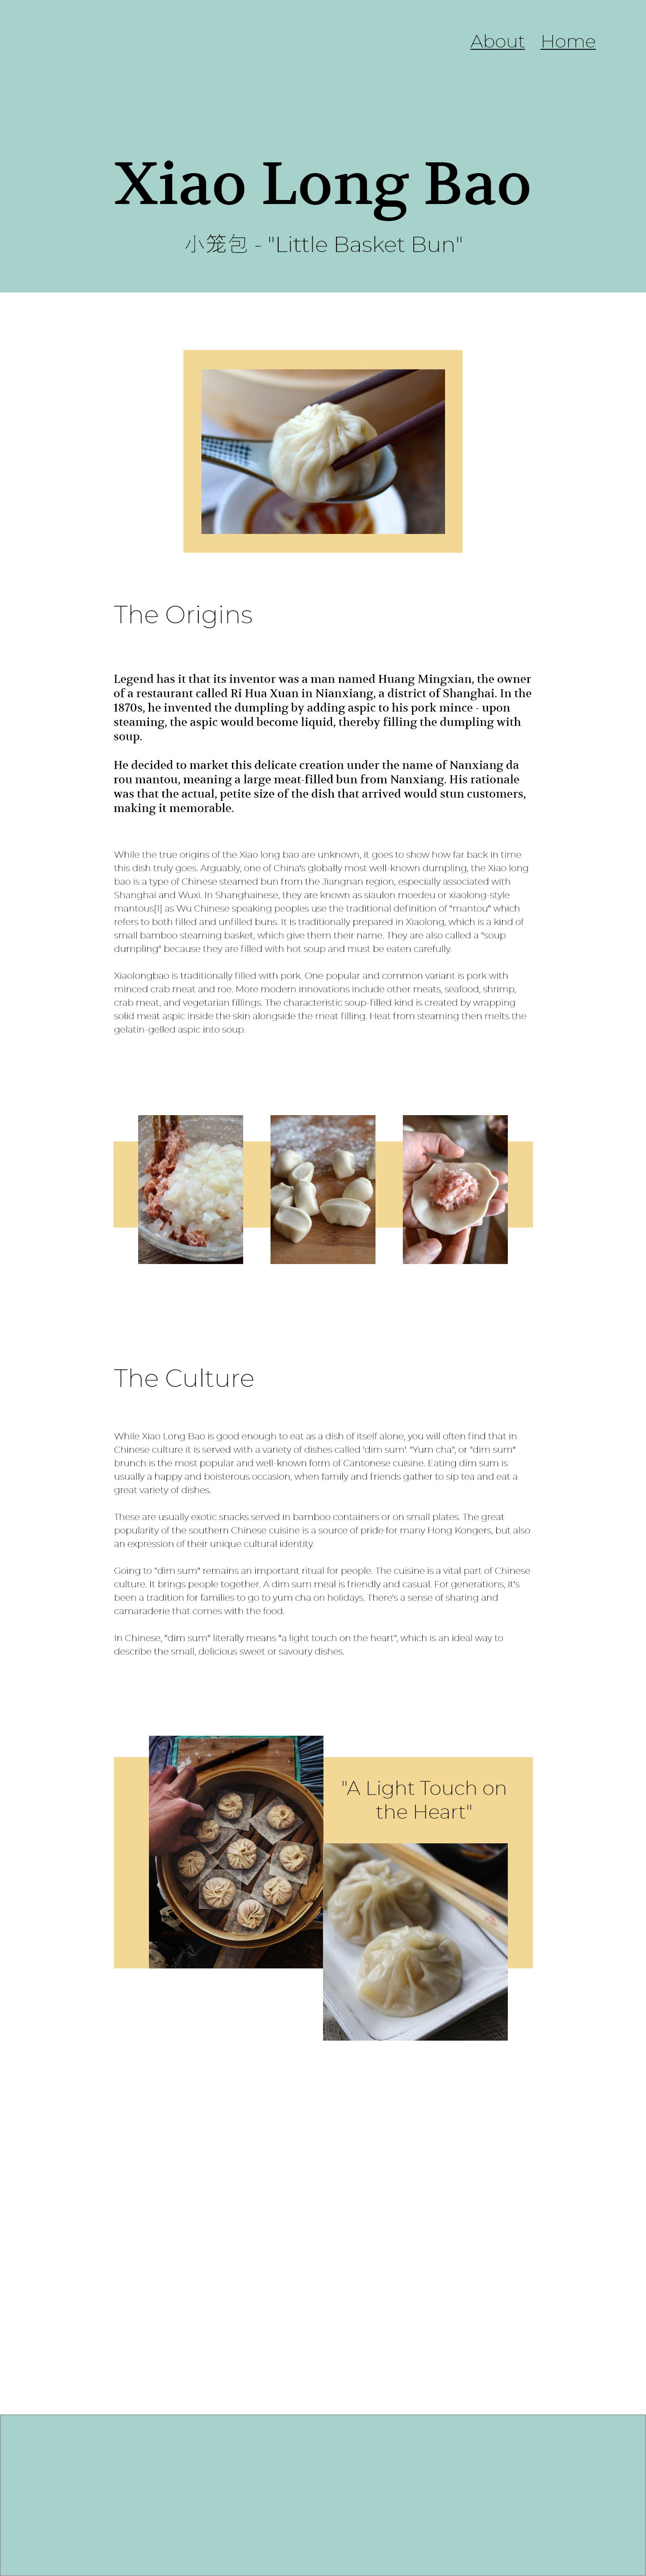 About Home
Xiao Long Bao
小笼包 - "Little Basket Bun"
The Origins
Legend has it that its inventor was a man named Huang Mingxian, the owner
of a restaurant called Ri Hua Xuan in Nianxiang, a district of Shanghai. In the
1870s, he invented the dumpling by adding aspic to his pork mince - upon
steaming, the aspic would become liquid, thereby filling the dumpling with
soup.
He decided to market this delicate creation under the name of Nanxiang da
rou mantou, meaning a large meat-filled bun from Nanxiang. His rationale
was that the actual, petite size of the dish that arrived would stun customers,
making it memorable.
While the true origins of the Xiao long bao are unknown, it goes to show how far back in time
this dish truly goes. Arguably, one of China's globally most well-known dumpling, the Xiao long
bao is a type of Chinese steamed bun from the Jiangnan region, especially associated with
Shanghai and Wuxi. In Shanghainese, they are known as siaulon moedeu or xiaolong-style
mantous[1] as Wu Chinese speaking peoples use the traditional definition of "mantou" which
refers to both filled and unfilled buns. It is traditionally prepared in Xiaolong, which is a kind of
small bamboo steaming basket, which give them their name. They are also called a "soup
dumpling" because they are filled with hot soup and must be eaten carefully.
Xiaolongbao is traditionally filled with pork. One popular and common variant is pork with
minced crab meat and roe. More modern innovations include other meats, seafood, shrimp,
crab meat, and vegetarian fillings. The characteristic soup-filled kind is created by wrapping
solid meat aspic inside the skin alongside the meat filling. Heat from steaming then melts the
gelatin-gelled aspic into soup.
The Culture
While Xiao Long Bao is good enough to eat as a dish of itself alone, you will often find that in
Chinese culture it is served with a variety of dishes called 'dim sum'. "Yum cha", or "dim sum"
brunch is the most popular and well-known form of Cantonese cuisine. Eating dim sum is
usually a happy and boisterous occasion, when family and friends gather to sip tea and eat a
great variety of dishes.
These are usually exotic snacks served in bamboo containers or on small plates. The great
popularity of the southern Chinese cuisine is a source of pride for many Hong Kongers, but also
an expression of their unique cultural identity.
Going to "dim sum" remains an important ritual for people. The cuisine is a vital part of Chinese
culture. It brings people together. A dim sum meal is friendly and casual. For generations, it's
been a tradition for families to go to yum cha on holidays. There's a sense of sharing and
camaraderie that comes with the food.
In Chinese, "dim sum" literally means "a light touch on the heart", which is an ideal way to
describe the small, delicious sweet or savoury dishes.
"A Light Touch on
the Heart"